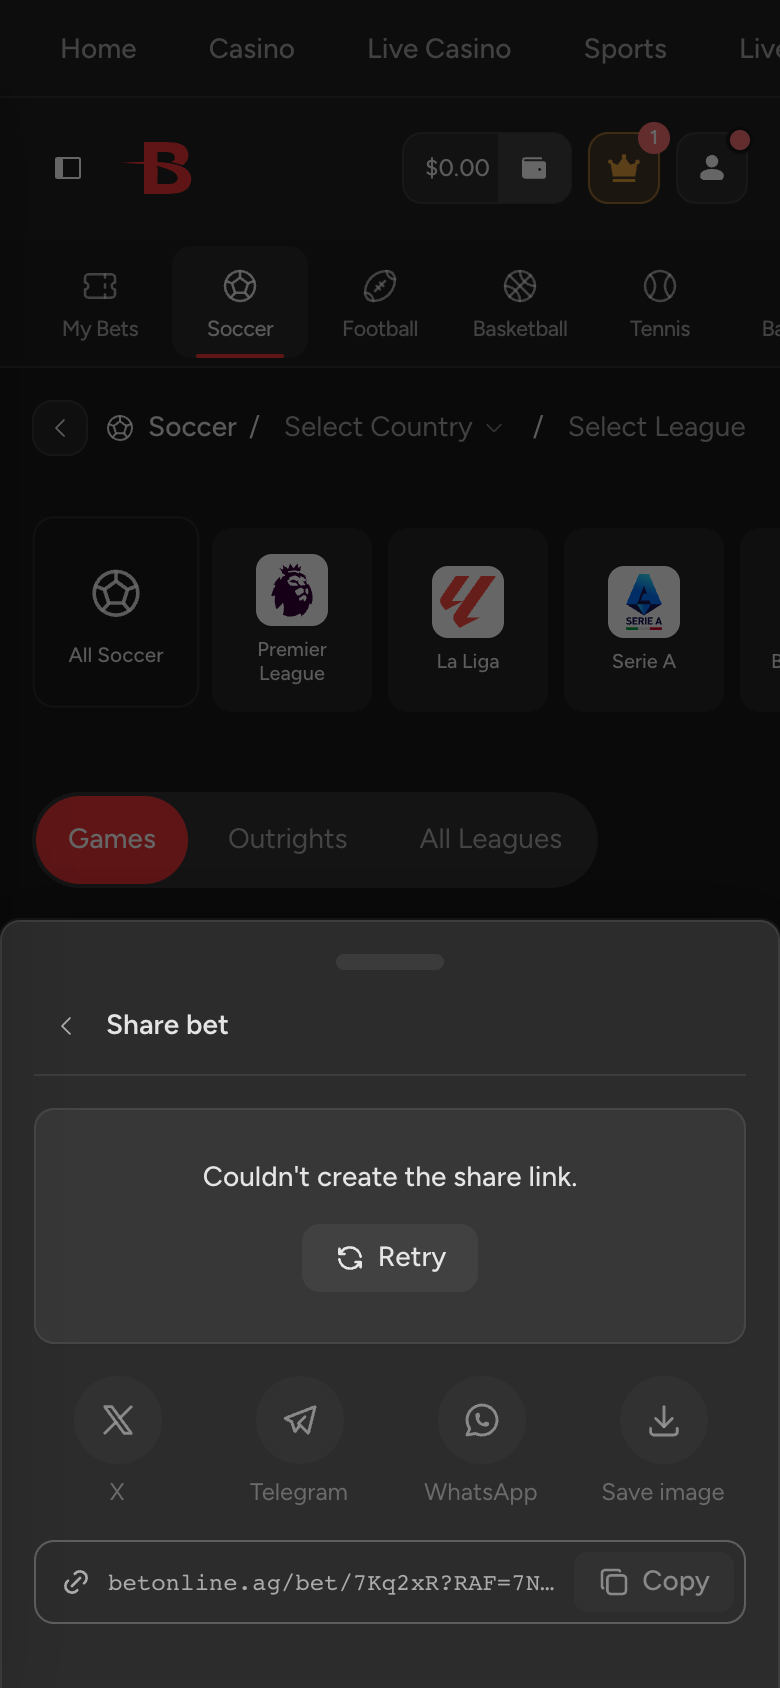 Home Casino Live Casino Sports Live
B
$0.00 1
My Bets Soccer Football Basketball Tennis Ba
Soccer / Select Country / Select League
All Soccer
Premier
League
La Liga
SERIE A
Serie A
B
Games Outrights All Leagues
Share bet
Couldn't create the share link.
Retry
X Telegram WhatsApp Save image
betonline.ag/bet/7Kq2xR?RAF=7N… Copy